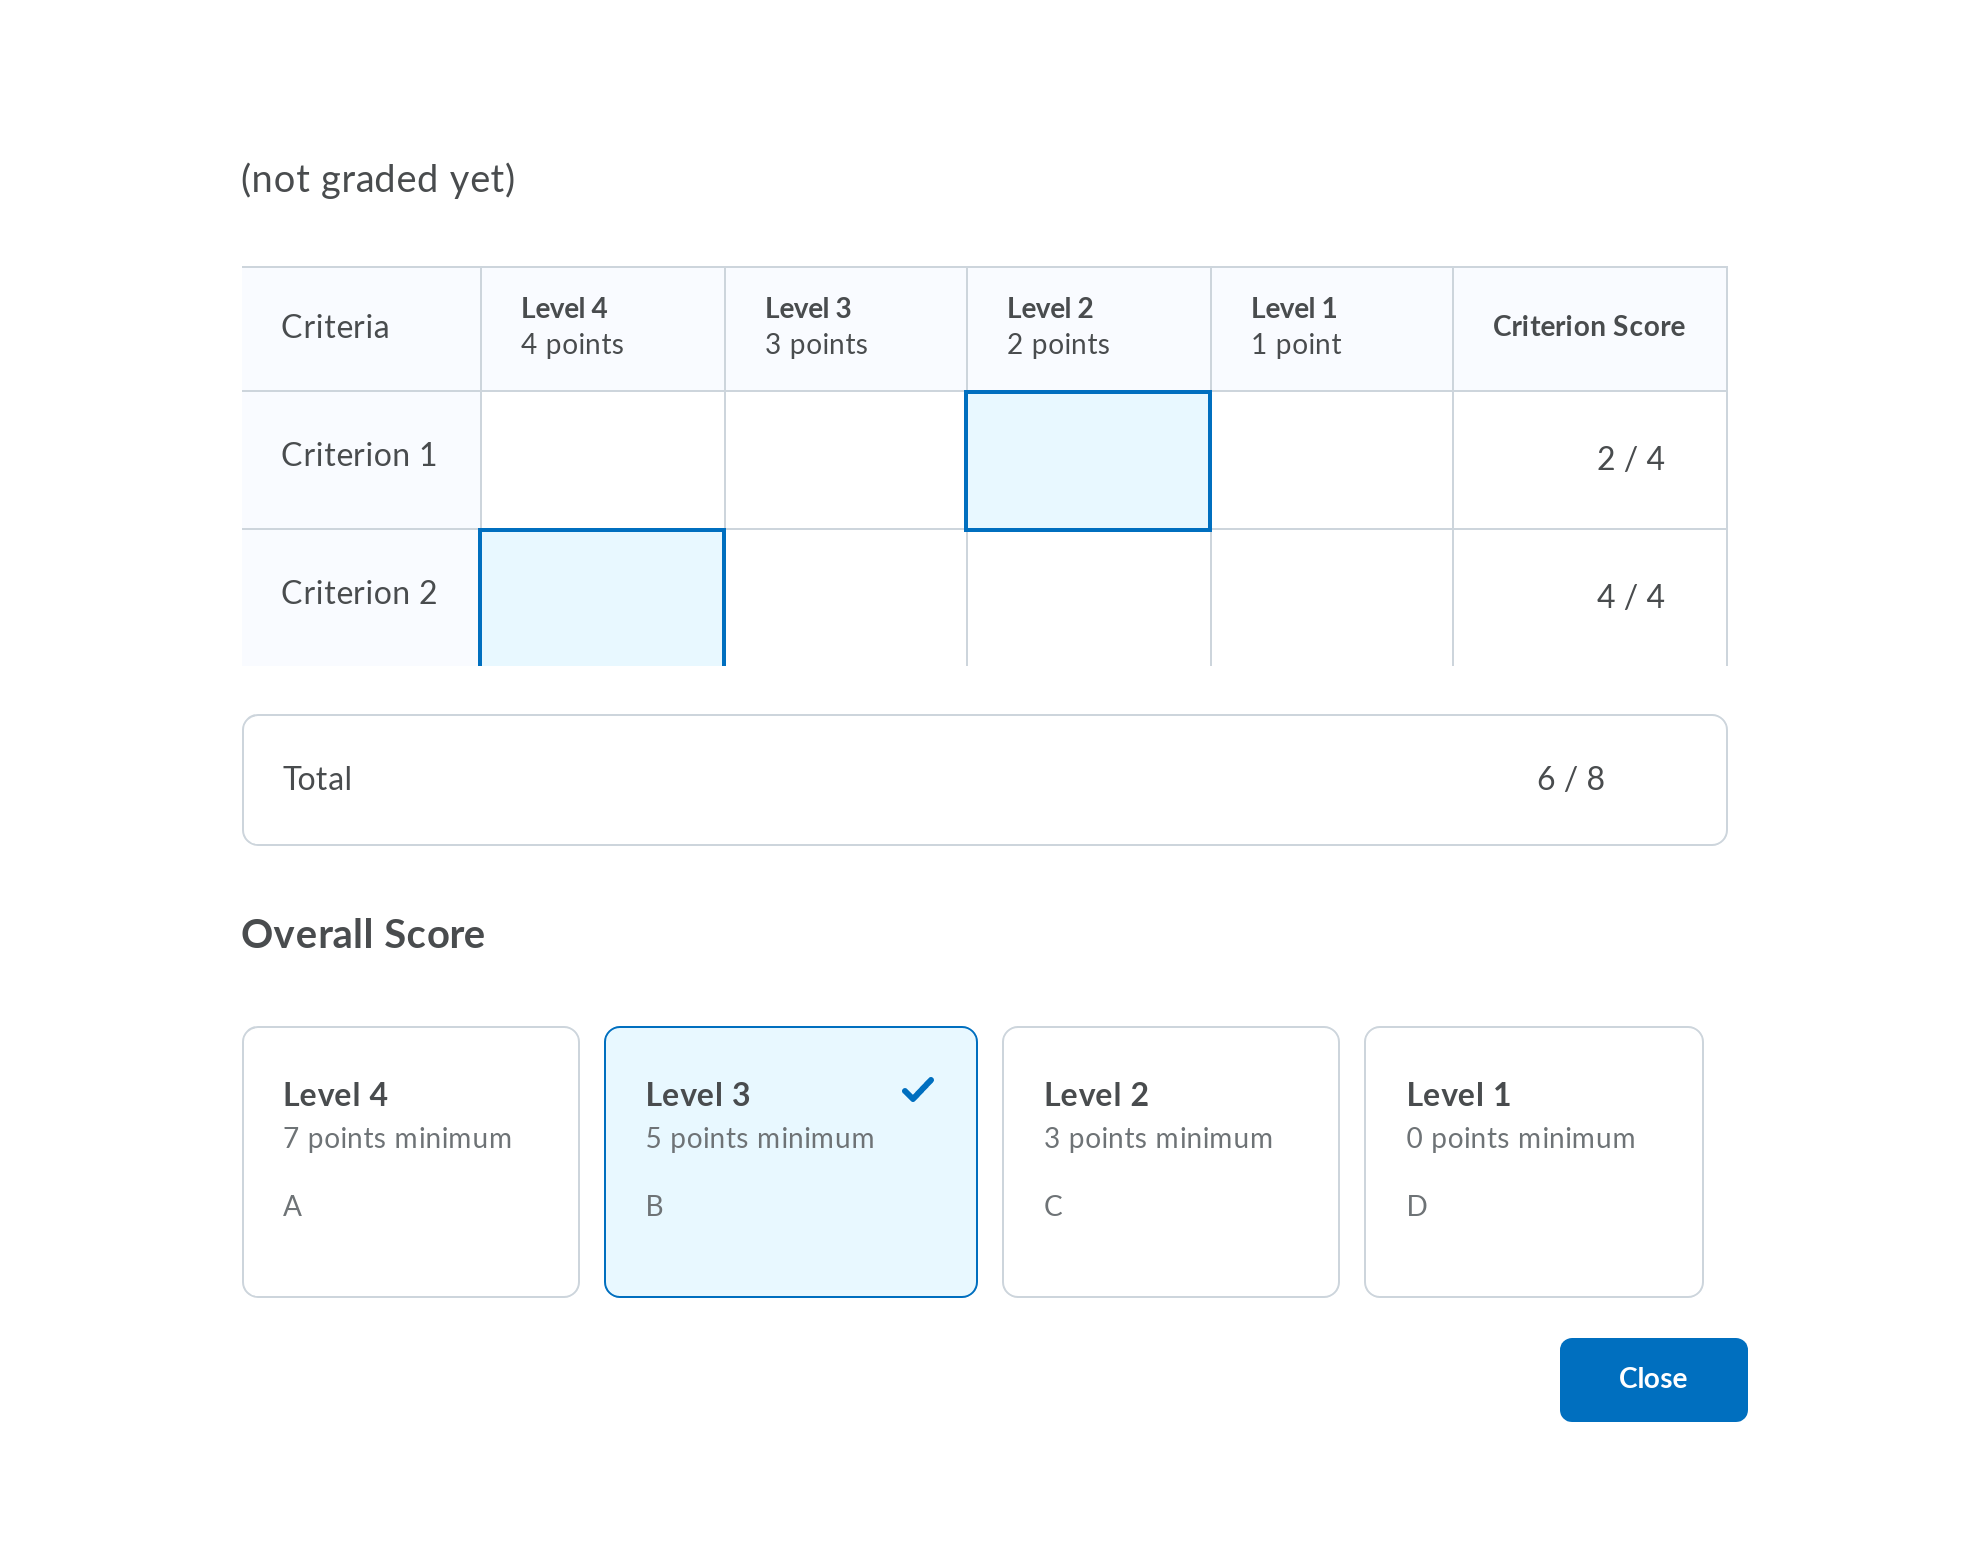 (not graded yet)
Criteria
Level 4
4 points
Level 3
3 points
Level 2
2 points
Level 1
1 point
Criterion Score
Criterion 1
2 / 4
Criterion 2
4 / 4
Total
6 / 8
Overall Score
Level 4
7 points minimum
A
Level 3
5 points minimum
B
Level 2
3 points minimum
C
Level 1
0 points minimum
D
Close